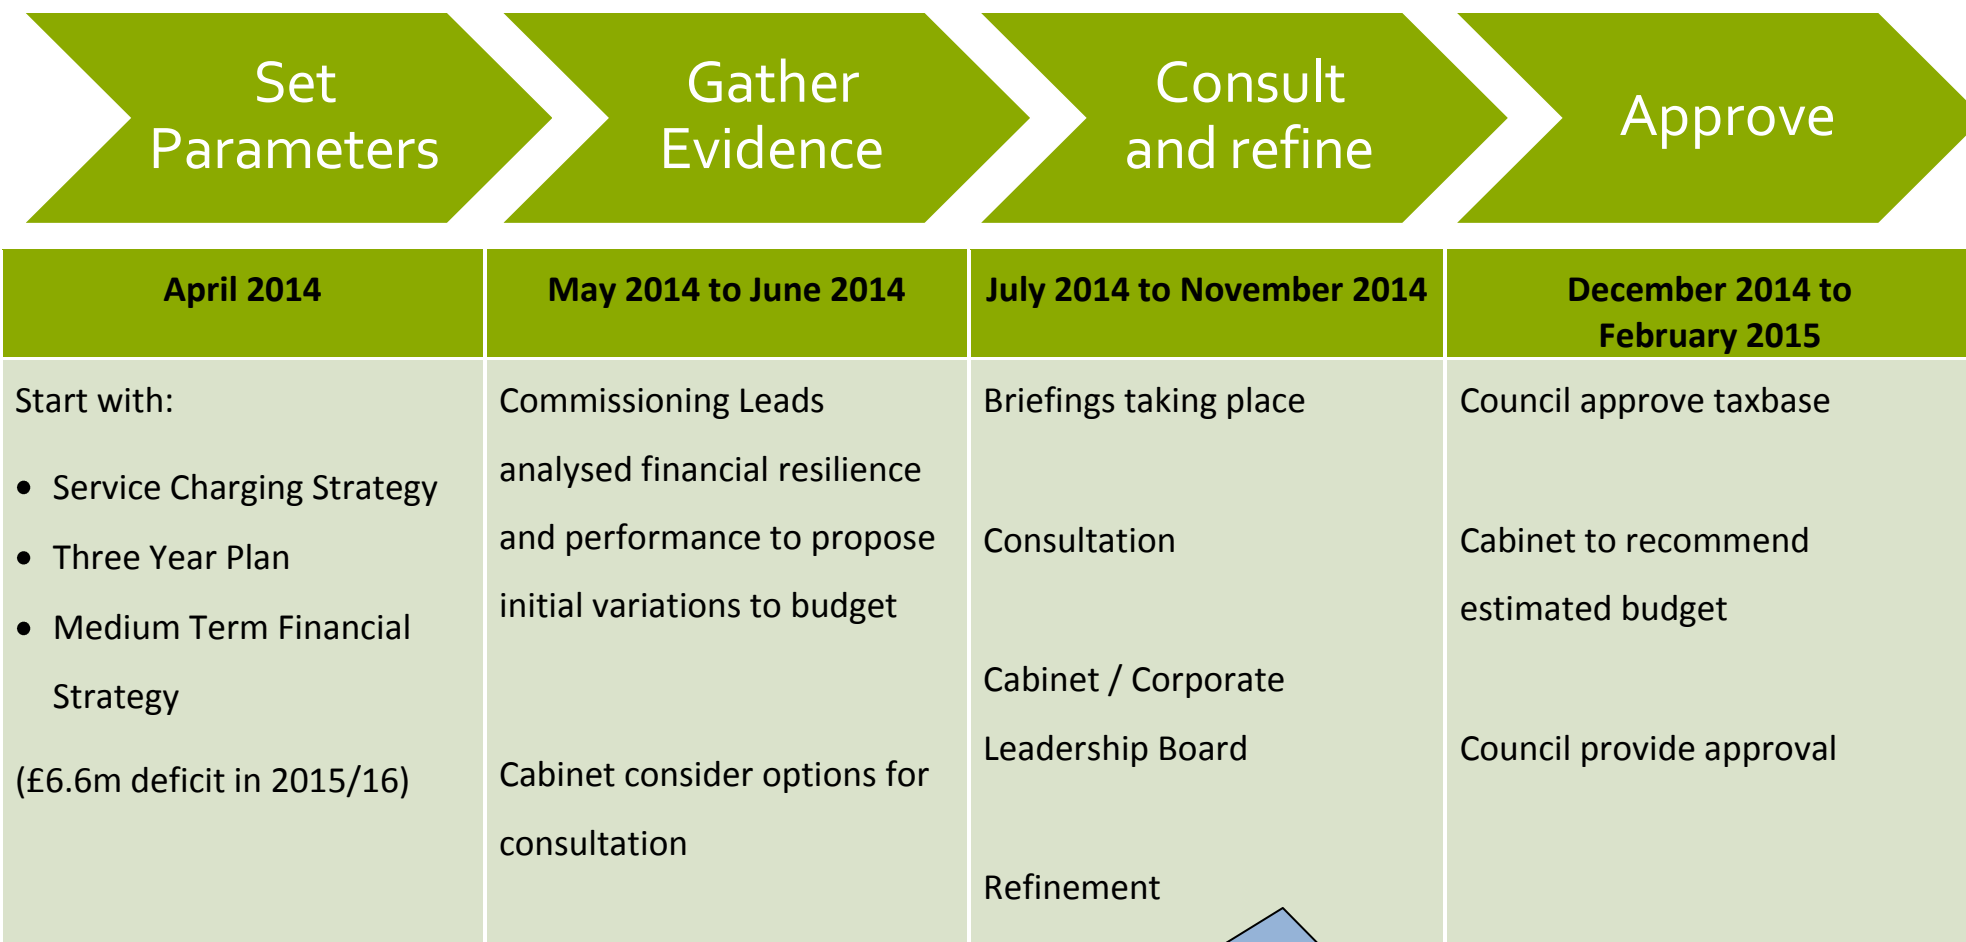 Set
Parameters
Gather
Evidence
Consult
and refine
Approve
April 2014
May 2014 to June 2014
July 2014 to November 2014
December 2014 to
February 2015
Start with:
• Service Charging Strategy
• Three Year Plan
• Medium Term Financial
Strategy
(£6.6m deficit in 2015/16)
Commissioning Leads
analysed financial resilience
and performance to propose
initial variations to budget
Cabinet consider options for
consultation
Briefings taking place
Consultation
Cabinet / Corporate
Leadership Board
Refinement
Council approve taxbase
Cabinet to recommend
estimated budget
Council provide approval